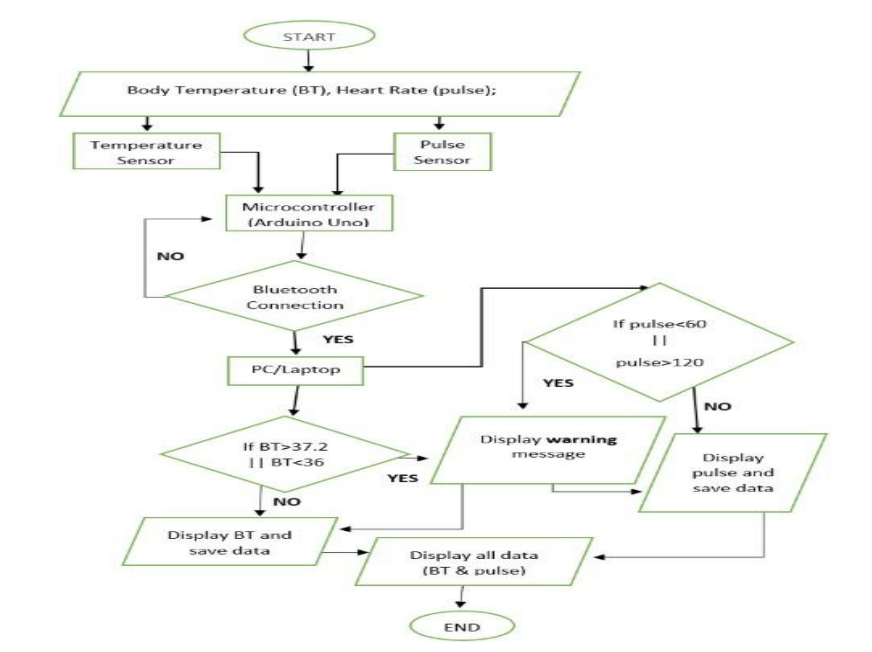 START
Body Temperature (BT), Heart Rate (pulse);
Temperature
Sensor
Pulse
Sensor
Microcontroller
(Arduino Uno)
NO
Bluetooth
Connection
YES
PC/Laptop
If pulse<60
||
pulse>120
YES
NO
If BT>37.2
|| BT<36
YES
NO
Display warning
message
Display
pulse and
save data
Display BT and
save data
Display all data
(BT & pulse)
END